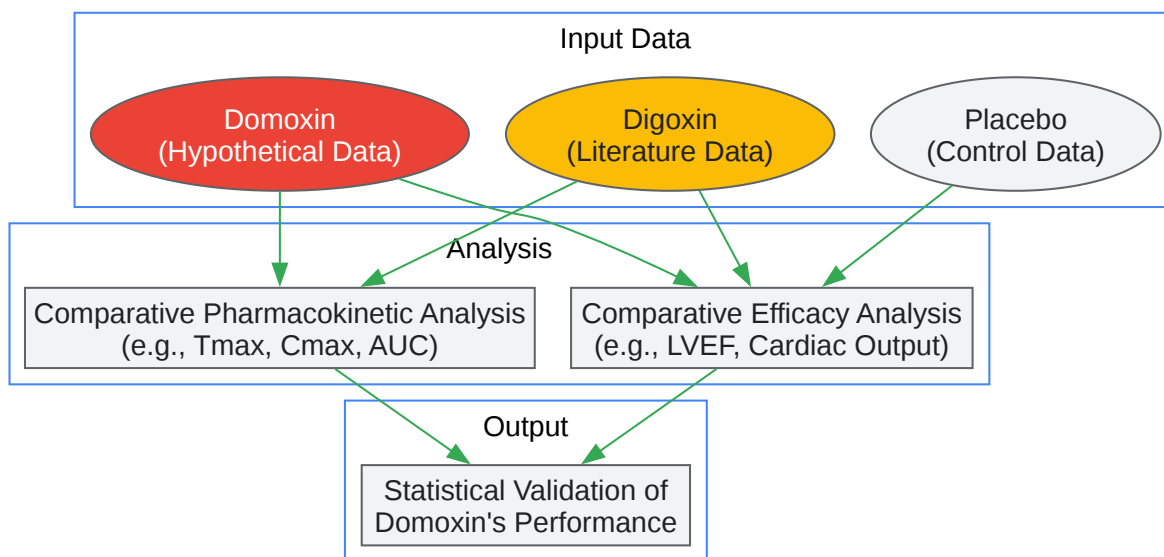 Input Data
Domoxin
(Hypothetical Data)
Digoxin
(Literature Data)
Placebo
(Control Data)
Analysis
Comparative Pharmacokinetic Analysis
(e.g., Tmax, Cmax, AUC)
Comparative Efficacy Analysis
(e.g., LVEF, Cardiac Output)
Output
Statistical Validation of
Domoxin's Performance